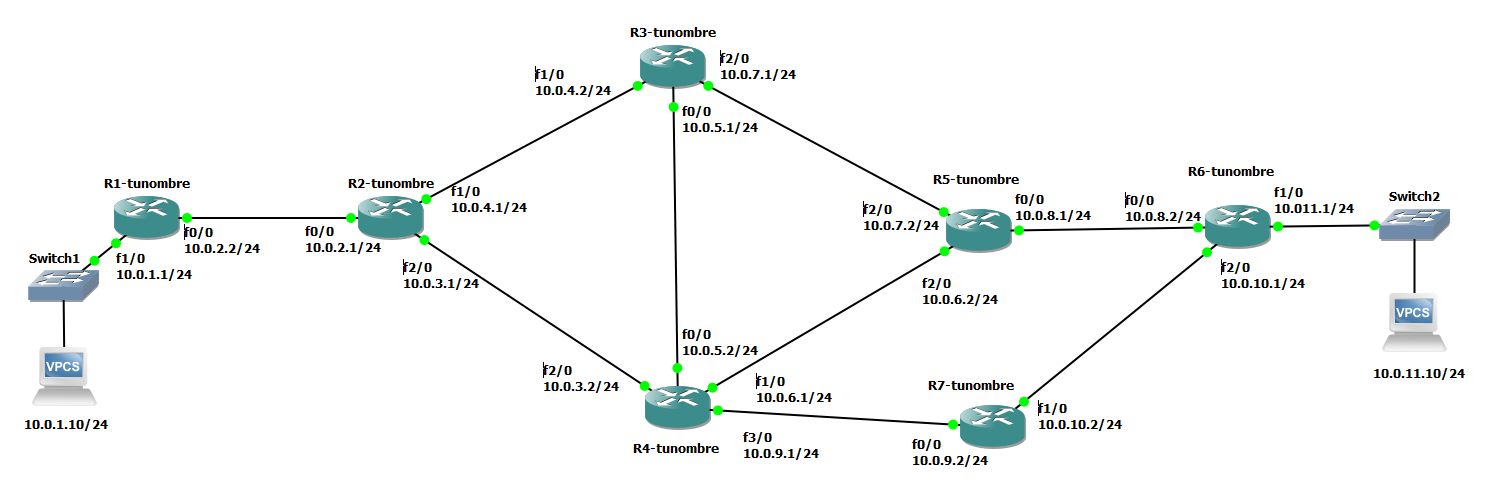 R3-tunombre
f2/0
10.0.7.1/24
f1/0
10.0.4.2/24
f0/0
10.0.5.1/24
R1-tunombre
R2-tunombre
f1/0
10.0.4.1/24
f0/0
10.0.2.2/24
f0/0
10.0.2.1/24
Switch1
f1/0
10.0.1.1/24
f2/0
10.0.3.1/24
VPCS
10.0.1.10/24
R5-tunombre
f2/0
10.0.7.2/24
f0/0
10.0.8.1/24
f2/0
10.0.6.2/24
R6-tunombre
f0/0
10.0.8.2/24
f1/0
10.011.1/24
Switch2
f2/0
10.0.10.1/24
VPCS
10.0.11.10/24
f0/0
10.0.5.2/24
f2/0
10.0.3.2/24
f1/0
10.0.6.1/24
R4-tunombre
f3/0
10.0.9.1/24
R7-tunombre
f1/0
10.0.10.2/24
f0/0
10.0.9.2/24